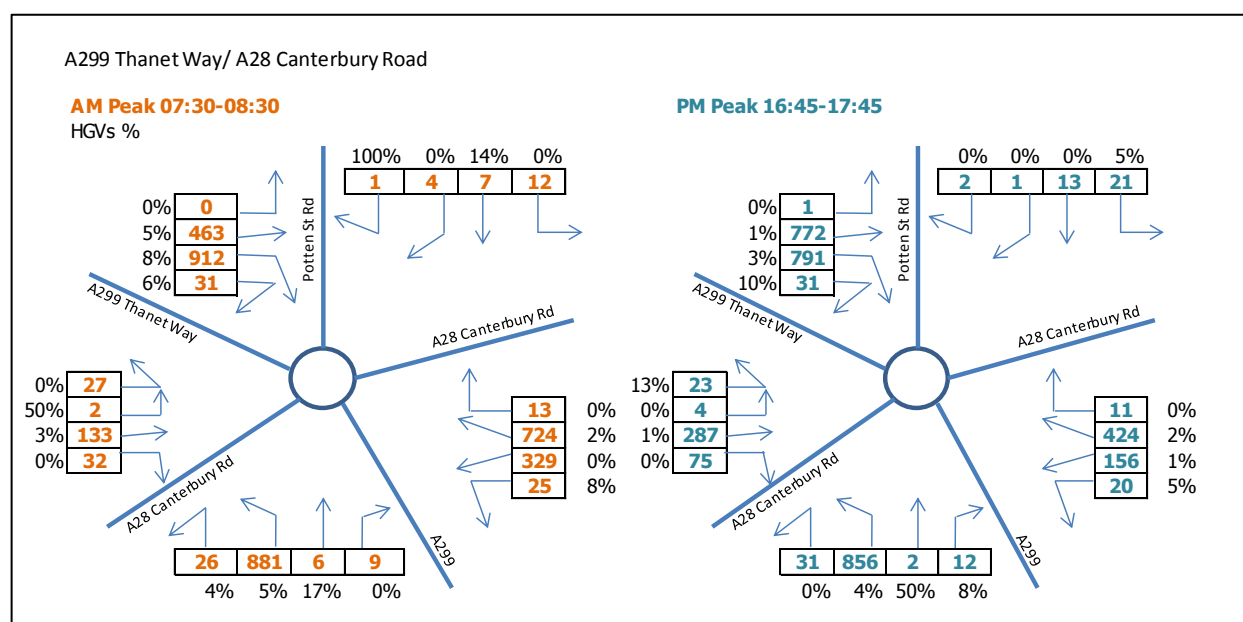 A299 Thanet Way/ A28 Canterbury Road
AM Peak 07:30-08:30
HGVs %
100% 0% 14% 0%
1 4 7 12
0% 0
5% 463
8% 912
6% 31
Potten St Rd
A299 Thanet Way
A28 Canterbury Rd
0% 27
50% 2
3% 133
0% 32
13 0%
724 2%
329 0%
25 8%
A28 Canterbury Rd
A299
26 881 6 9
4% 5% 17% 0%
PM Peak 16:45-17:45
0% 0% 0% 5%
2 1 13 21
0% 1
1% 772
3% 791
10% 31
Potten St Rd
A299 Thanet Way
A28 Canterbury Rd
13% 23
0% 4
1% 287
0% 75
11 0%
424 2%
156 1%
20 5%
A28 Canterbury Rd
A299
31 856 2 12
0% 4% 50% 8%